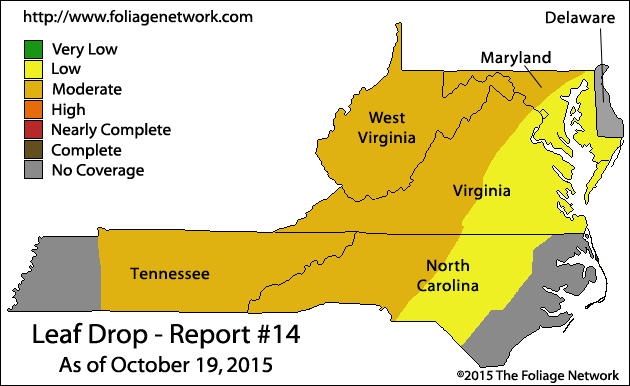 http://www.foliagenetwork.com
Delaware
Very Low
Low
Moderate
High
Nearly Complete
Complete
No Coverage
Maryland
West
Virginia
Virginia
Tennessee
North
Carolina
Leaf Drop - Report #14
As of October 19, 2015
©2015 The Foliage Network